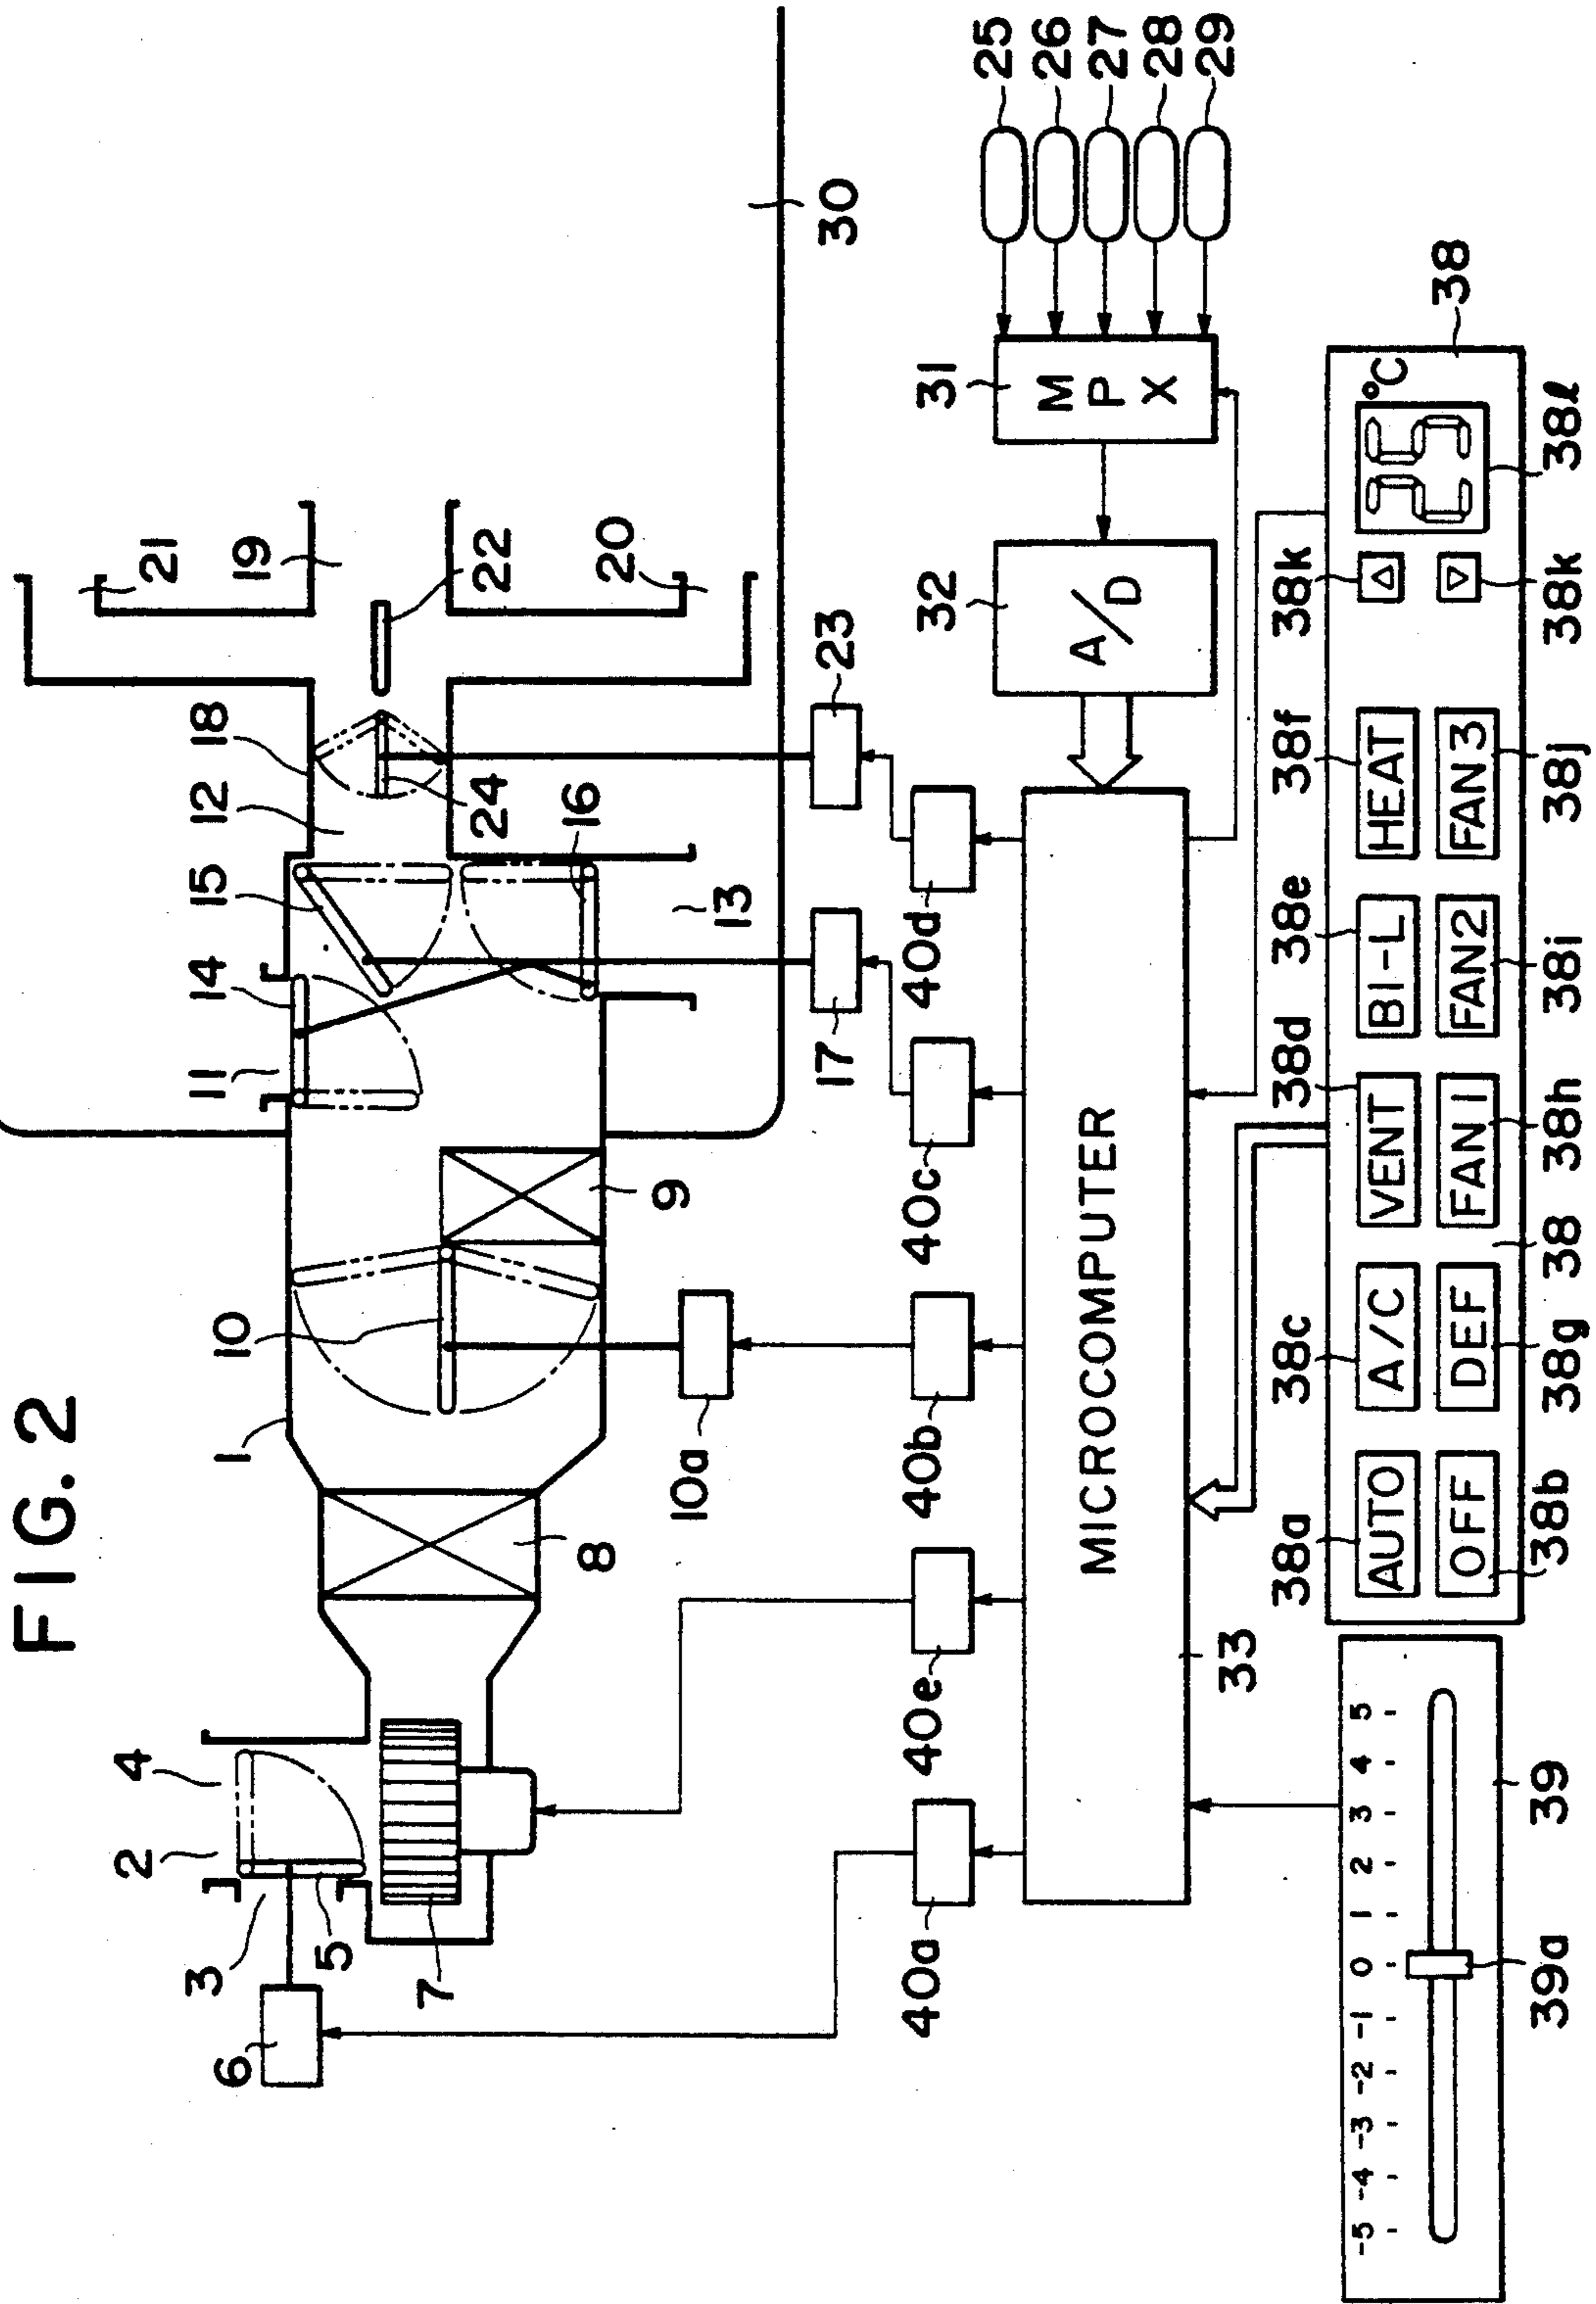 FIG. 2
2
4
3
5
6
7
8
1
10
9
10a
11
14
15
12
18
24
16
13
17
23
21
19
22
20
30
40a
40e
40b
40c
40d
MICROCOMPUTER
33
32
A/D
31
MPX
25
26
27
28
29
-5 -4 -3 -2 -1 0 1 2 3 4 5
39
39a
38a
38c
38d
38e
38f
38k
AUTO
A/C
VENT
BI-L
HEAT
25 °C
OFF
DEF
FAN 1
FAN 2
FAN 3
38b
38g
38
38h
38i
38j
38k
38ℓ
38